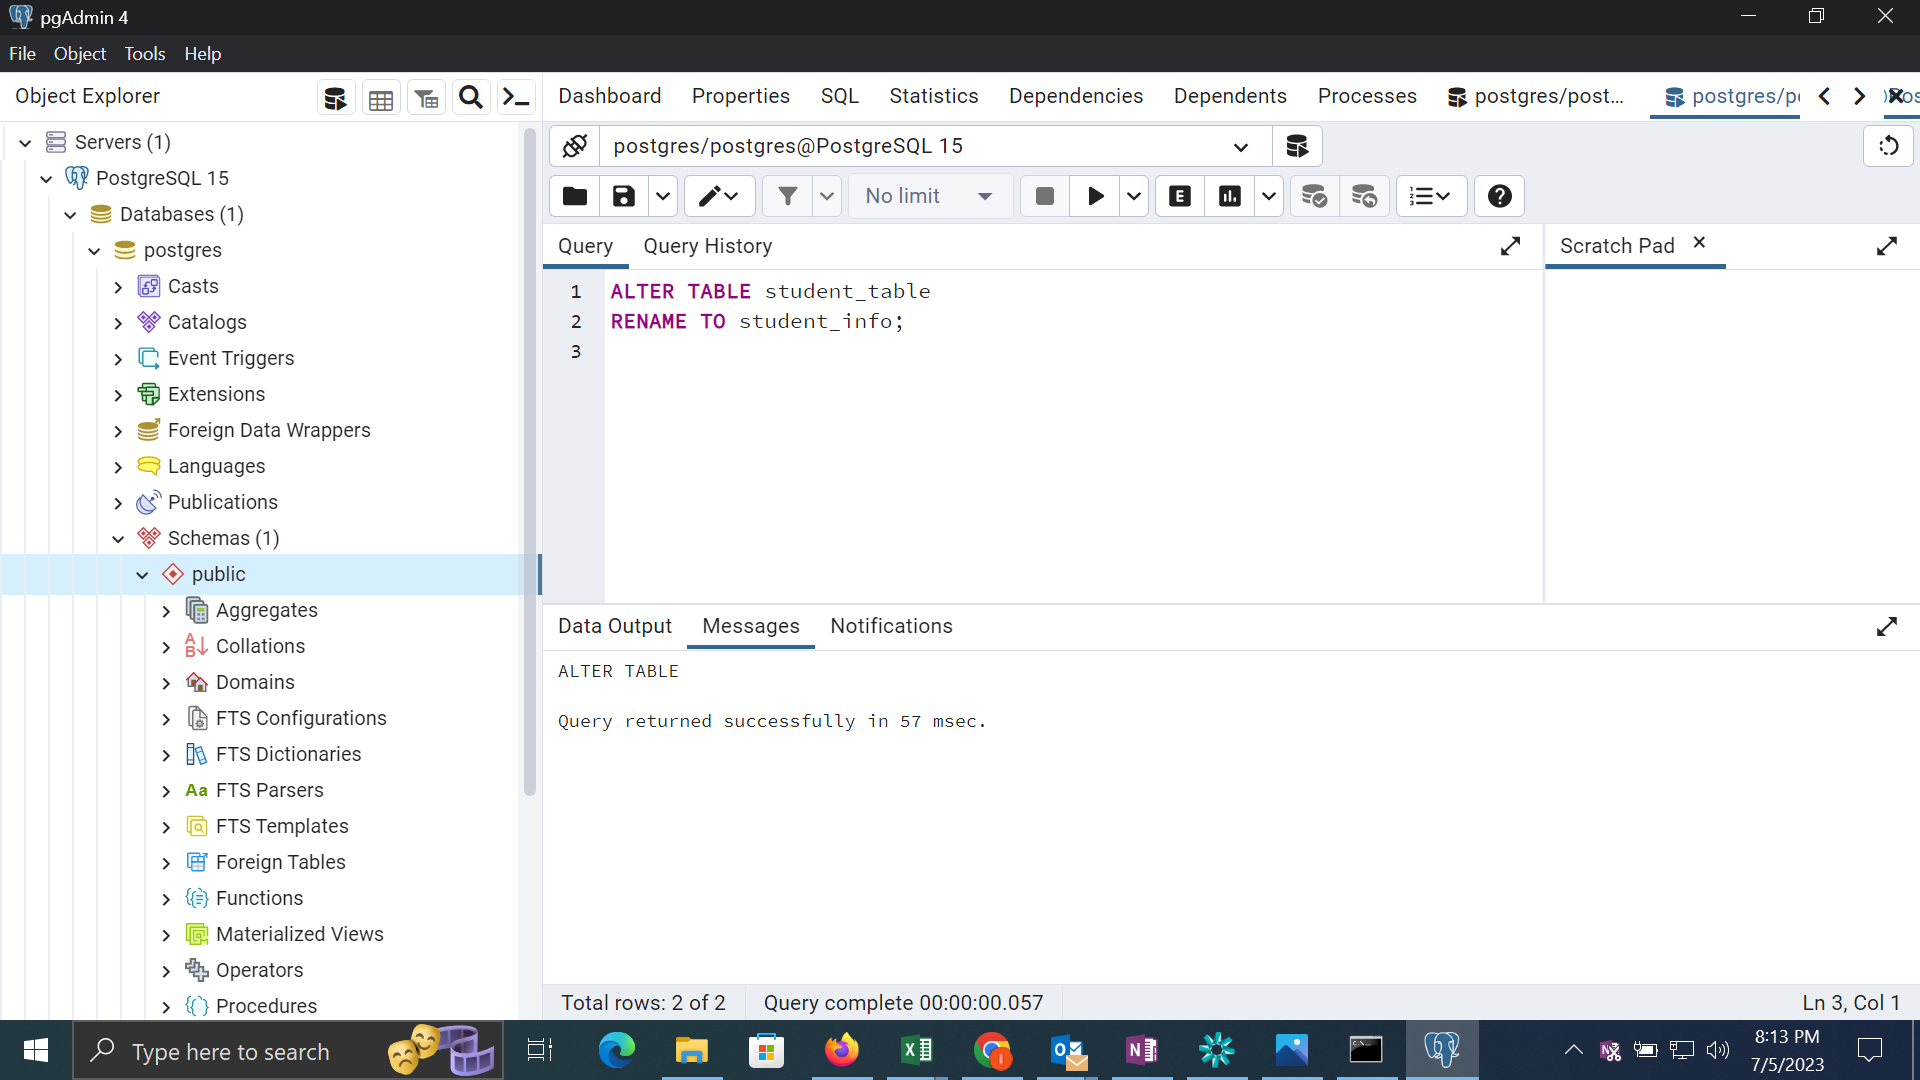 pgAdmin 4
File Object Tools Help
Object Explorer
Dashboard Properties SQL Statistics Dependencies Dependents Processes postgres/post... postgres/p
Servers (1)
PostgreSQL 15
Databases (1)
postgres
Casts
Catalogs
Event Triggers
Extensions
Foreign Data Wrappers
Languages
Publications
Schemas (1)
public
Aggregates
Collations
Domains
FTS Configurations
FTS Dictionaries
Aa FTS Parsers
FTS Templates
Foreign Tables
Functions
Materialized Views
Operators
Procedures
postgres/postgres@PostgreSQL 15
No limit
E
Query Query History
Scratch Pad
1 ALTER TABLE student_table
2 RENAME TO student_info;
3
Data Output Messages Notifications
ALTER TABLE
Query returned successfully in 57 msec.
Total rows: 2 of 2 Query complete 00:00:00.057 Ln 3, Col 1
Type here to search
8:13 PM
7/5/2023